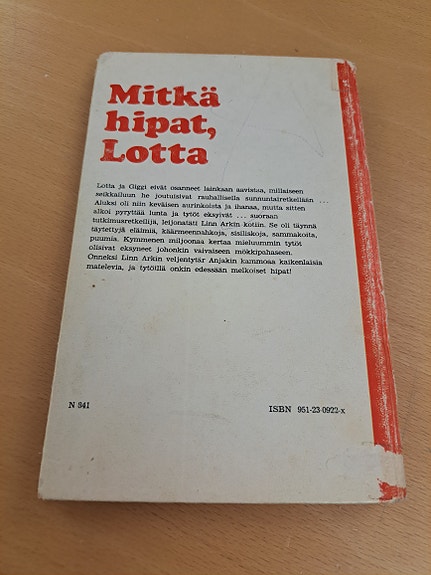 Mitkä
hipat,
Lotta
Lotta ja Giggi eivät osanneet lainkaan aavistaa, millaiseen
seikkailuun he joutuisivat rauhallisella sunnuntairetkellään ...
Aluksi oli niin keväisen aurinkoista ja ihanaa, mutta sitten
alkoi pyryttää lunta ja tytöt eksyivät ... suoraan
tutkimusretkeilijä, leijonatäti Linn Arkin kotiin. Se oli täynnä
täytettyjä eläimiä, käärmeennahkoja, sisiliskoja, sammakoita,
puumia. Kymmenen miljoonaa kertaa mieluummin tytöt
olisivat eksyneet johonkin vaivaiseen mökkipahaseen.
Onneksi Linn Arkin veljentytär Anjakin kammosa kaikenlaisia
matelevia, ja tytöillä onkin edessään melkoiset hipat!
N 341
ISBN 951-23-0922-x